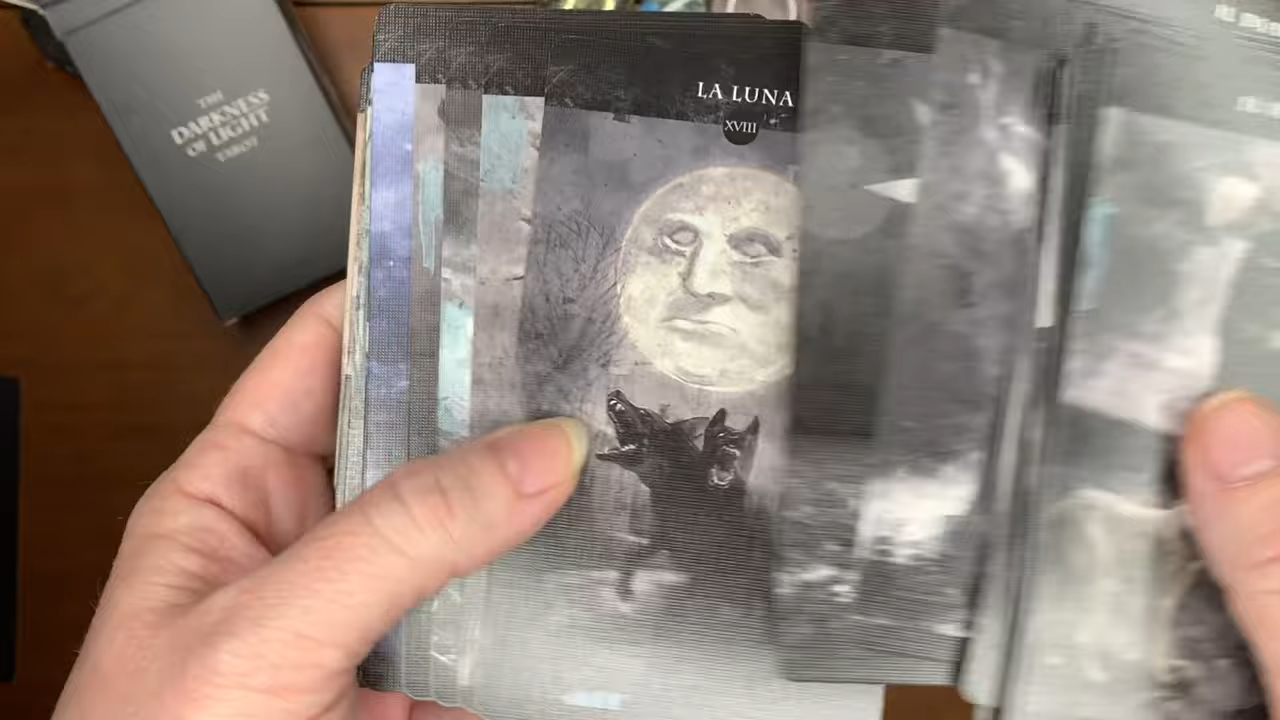 THE
DARKNESS
OF LIGHT
TAROT
LA LUNA
XVIII